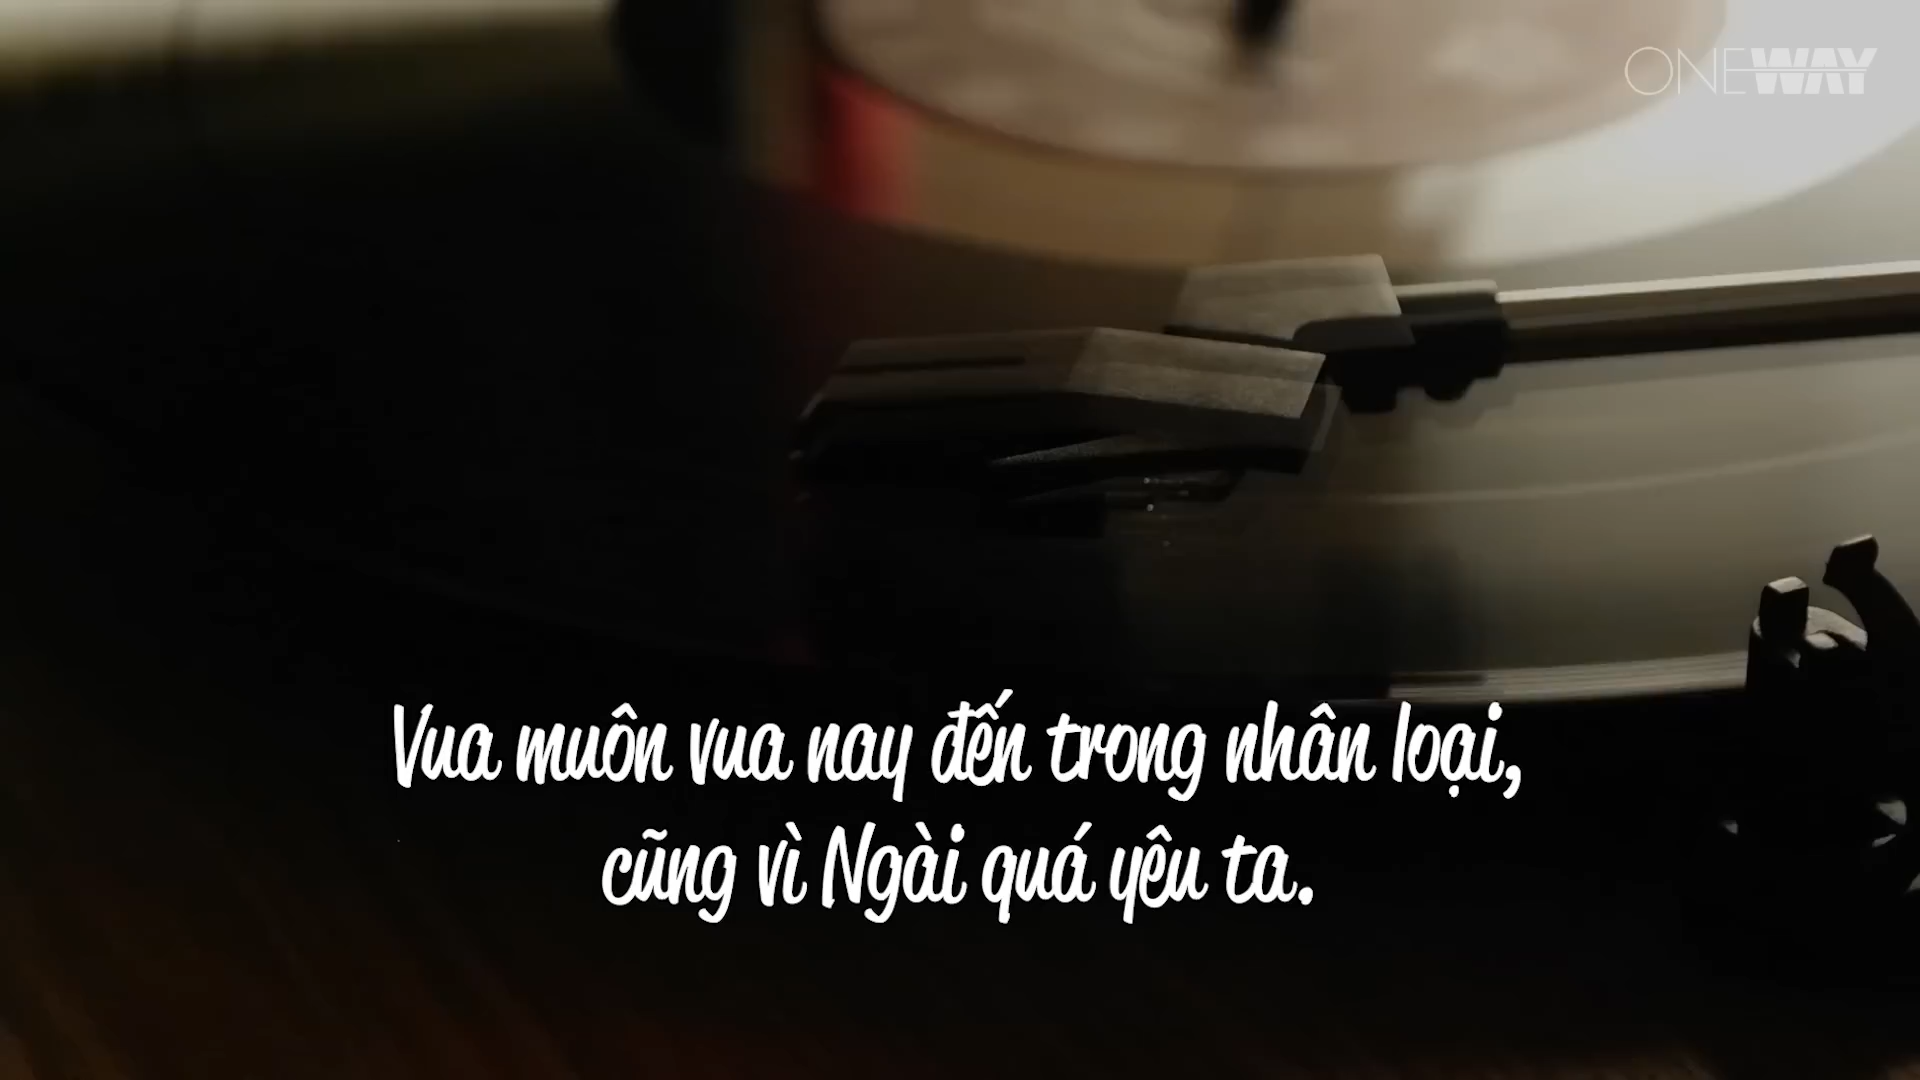 ONEWAY
Vua muôn vua nay đến trong nhân loại,
cũng vì Ngài quá yêu ta.